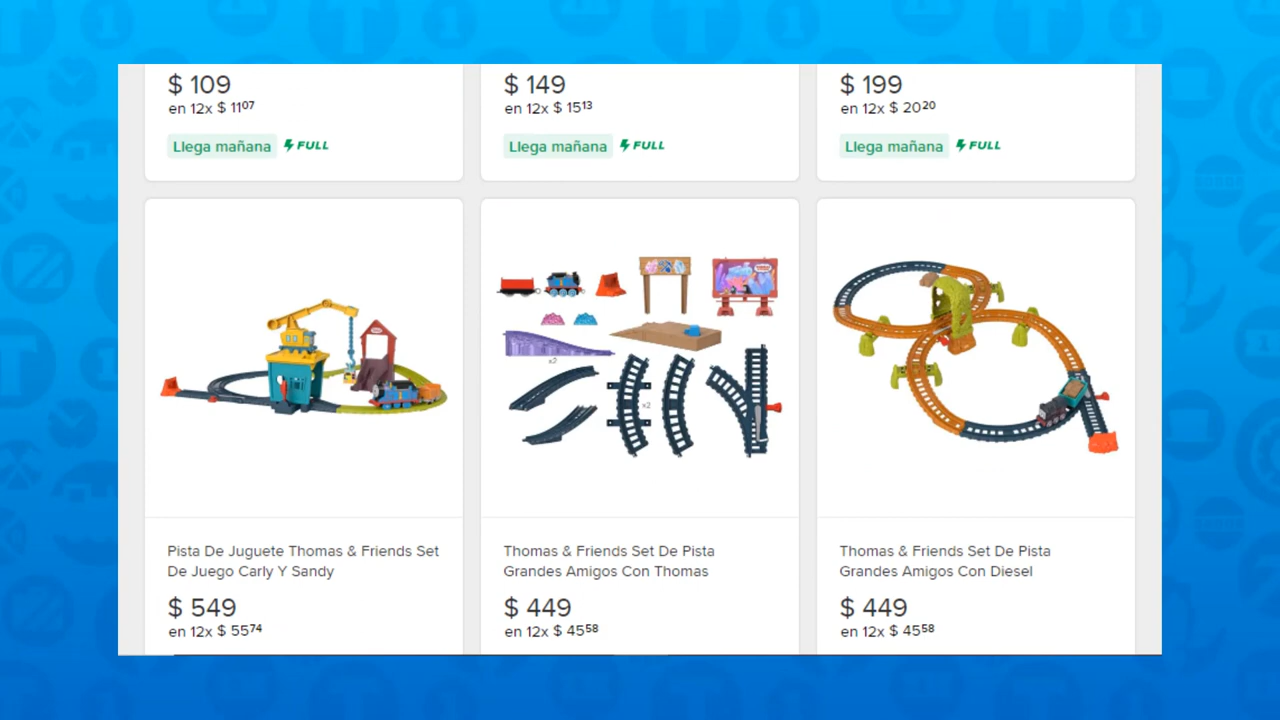 $ 109
en 12x $ 11⁰⁷
Llega mañana FULL
$ 149
en 12x $ 15¹³
Llega mañana FULL
$ 199
en 12x $ 20²⁰
Llega mañana FULL
x2
x2
Pista De Juguete Thomas & Friends Set
De Juego Carly Y Sandy
$ 549
en 12x $ 55⁷⁴
Thomas & Friends Set De Pista
Grandes Amigos Con Thomas
$ 449
en 12x $ 45⁵⁸
Thomas & Friends Set De Pista
Grandes Amigos Con Diesel
$ 449
en 12x $ 45⁵⁸